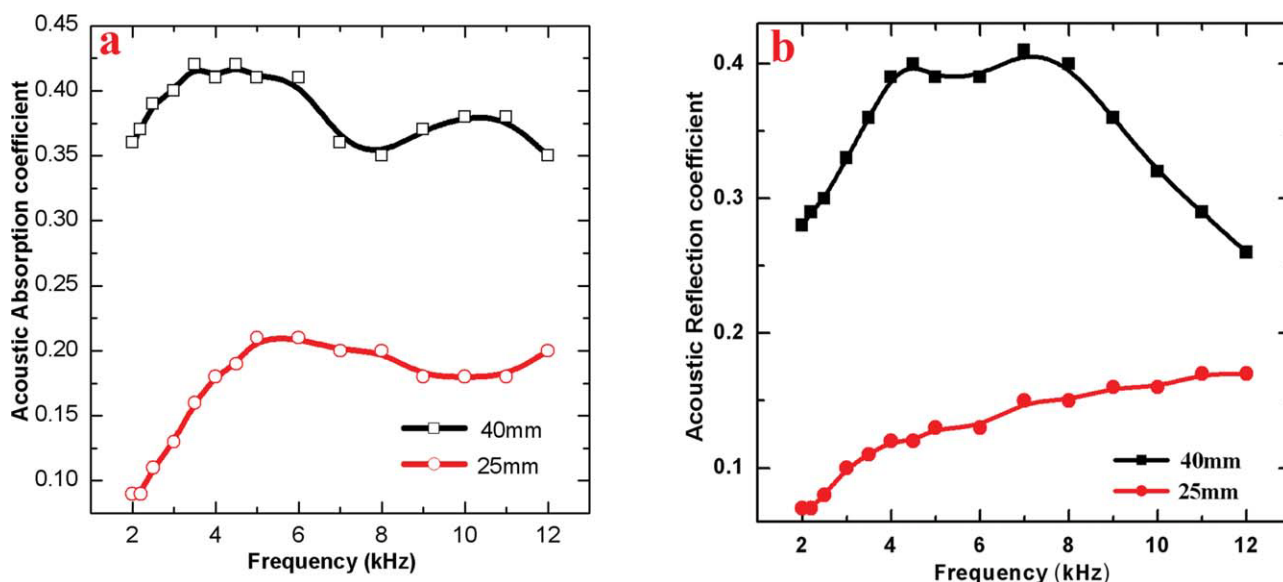 a
Acoustic Absorption coefficient
0.45
0.40
0.35
0.30
0.25
0.20
0.15
0.10
40mm
25mm
2 4 6 8 10 12
Frequency (kHz)
b
Acoustic Reflection coefficient
0.4
0.3
0.2
0.1
40mm
25mm
2 4 6 8 10 12
Frequency (kHz)